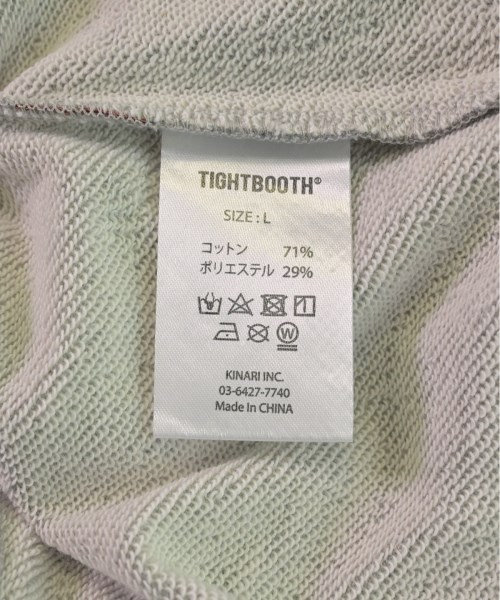 TIGHTBOOTH®
SIZE : L
コットン 71%
ポリエステル 29%
W
KINARI INC.
03-6427-7740
Made In CHINA